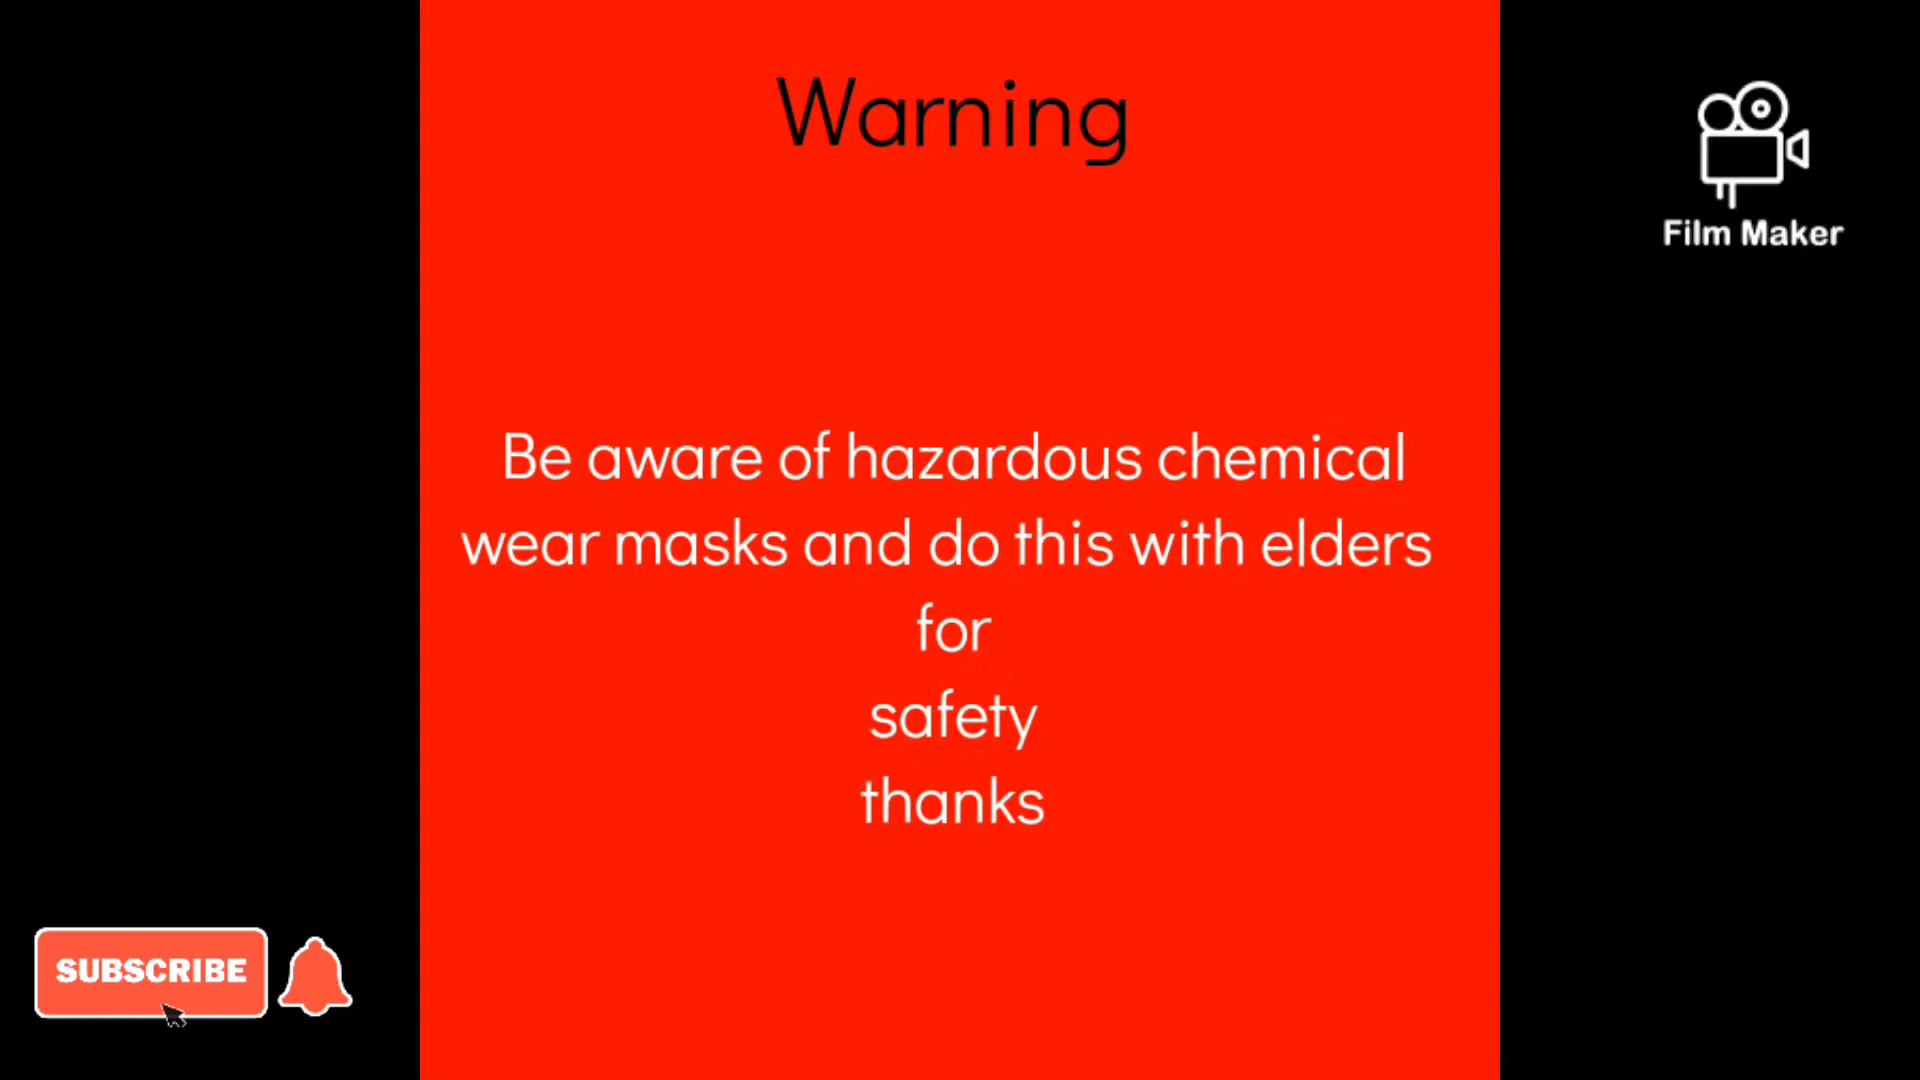 Warning
Film Maker
Be aware of hazardous chemical
wear masks and do this with elders
for
safety
thanks
SUBSCRIBE